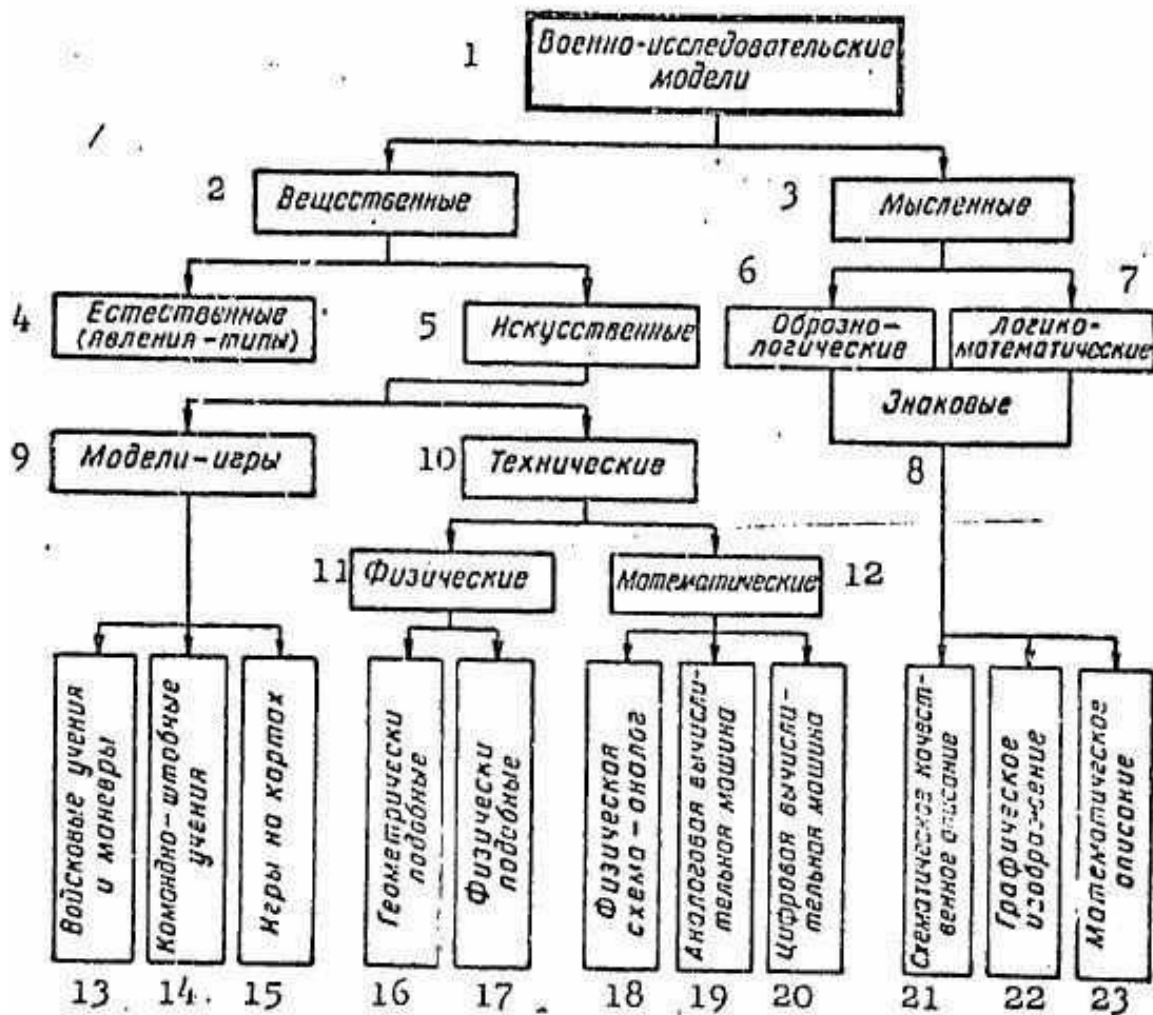 1
Военно-исследовательские
модели
2
Вещественные
3
Мысленные
4
Естественные
(явления-типы)
5
Искусственные
6
Образно-
логические
7
Логико-
математические
Знаковые
8
9
Модели-игры
10
Технические
11
Физические
Математические
12
Войсковые учения
и маневры
Командно-штабные
учения
Игры на картах
Геометрически
подобные
Физически
подобные
Физическая
схема-аналог
Аналоговая вычисли-
тельная машина
Цифровая вычисли-
тельная машина
Схематическое качест-
венное описание
Графическое
изображение
Математическое
описание
13 14. 15 16 17 18 19 20 21 22 23